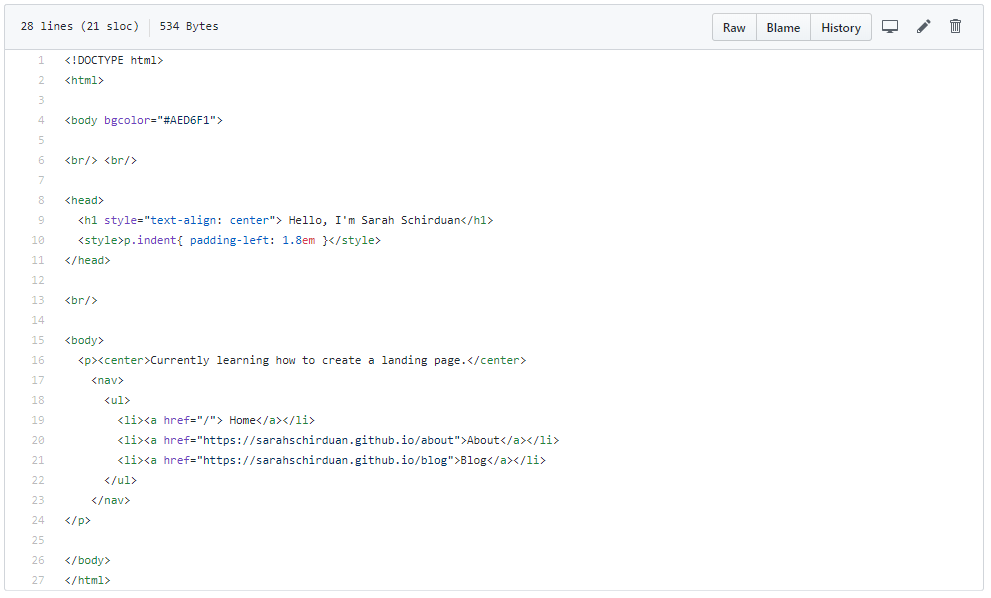 28 lines (21 sloc) 534 Bytes Raw Blame History
1 <!DOCTYPE html>
2 <html>
3
4 <body bgcolor="#AED6F1">
5
6 <br/> <br/>
7
8 <head>
9 <h1 style="text-align: center"> Hello, I'm Sarah Schirduan</h1>
10 <style>p.indent{ padding-left: 1.8em }</style>
11 </head>
12
13 <br/>
14
15 <body>
16 <p><center>Currently learning how to create a landing page.</center>
17 <nav>
18 <ul>
19 <li><a href="/"> Home</a></li>
20 <li><a href="https://sarahschirduan.github.io/about">About</a></li>
21 <li><a href="https://sarahschirduan.github.io/blog">Blog</a></li>
22 </ul>
23 </nav>
24 </p>
25
26 </body>
27 </html>